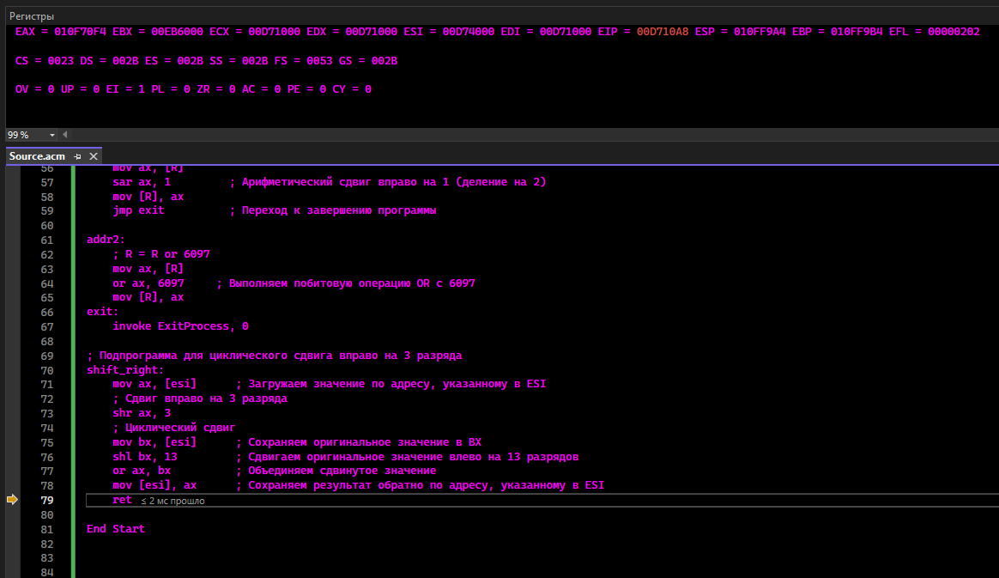 Регистры
EAX = 010F70F4 EBX = 00EB6000 ECX = 00D71000 EDX = 00D71000 ESI = 00D74000 EDI = 00D71000 EIP = 00D710A8 ESP = 010FF9A4 EBP = 010FF9B4 EFL = 00000202
CS = 0023 DS = 002B ES = 002B SS = 002B FS = 0053 GS = 002B
OV = 0 UP = 0 EI = 1 PL = 0 ZR = 0 AC = 0 PE = 0 CY = 0
99 %
Source.acm
56 mov ax, [R]
57 sar ax, 1 ; Арифметический сдвиг вправо на 1 (деление на 2)
58 mov [R], ax
59 jmp exit ; Переход к завершению программы
60
61 addr2:
62 ; R = R or 6097
63 mov ax, [R]
64 or ax, 6097 ; Выполняем побитовую операцию OR с 6097
65 mov [R], ax
66 exit:
67 invoke ExitProcess, 0
68
69 ; Подпрограмма для циклического сдвига вправо на 3 разряда
70 shift_right:
71 mov ax, [esi] ; Загружаем значение по адресу, указанному в ESI
72 ; Сдвиг вправо на 3 разряда
73 shr ax, 3
74 ; Циклический сдвиг
75 mov bx, [esi] ; Сохраняем оригинальное значение в BX
76 shl bx, 13 ; Сдвигаем оригинальное значение влево на 13 разрядов
77 or ax, bx ; Объединяем сдвинутое значение
78 mov [esi], ax ; Сохраняем результат обратно по адресу, указанному в ESI
79 ret ≤ 2 мс прошло
80
81 End Start
82
83
84